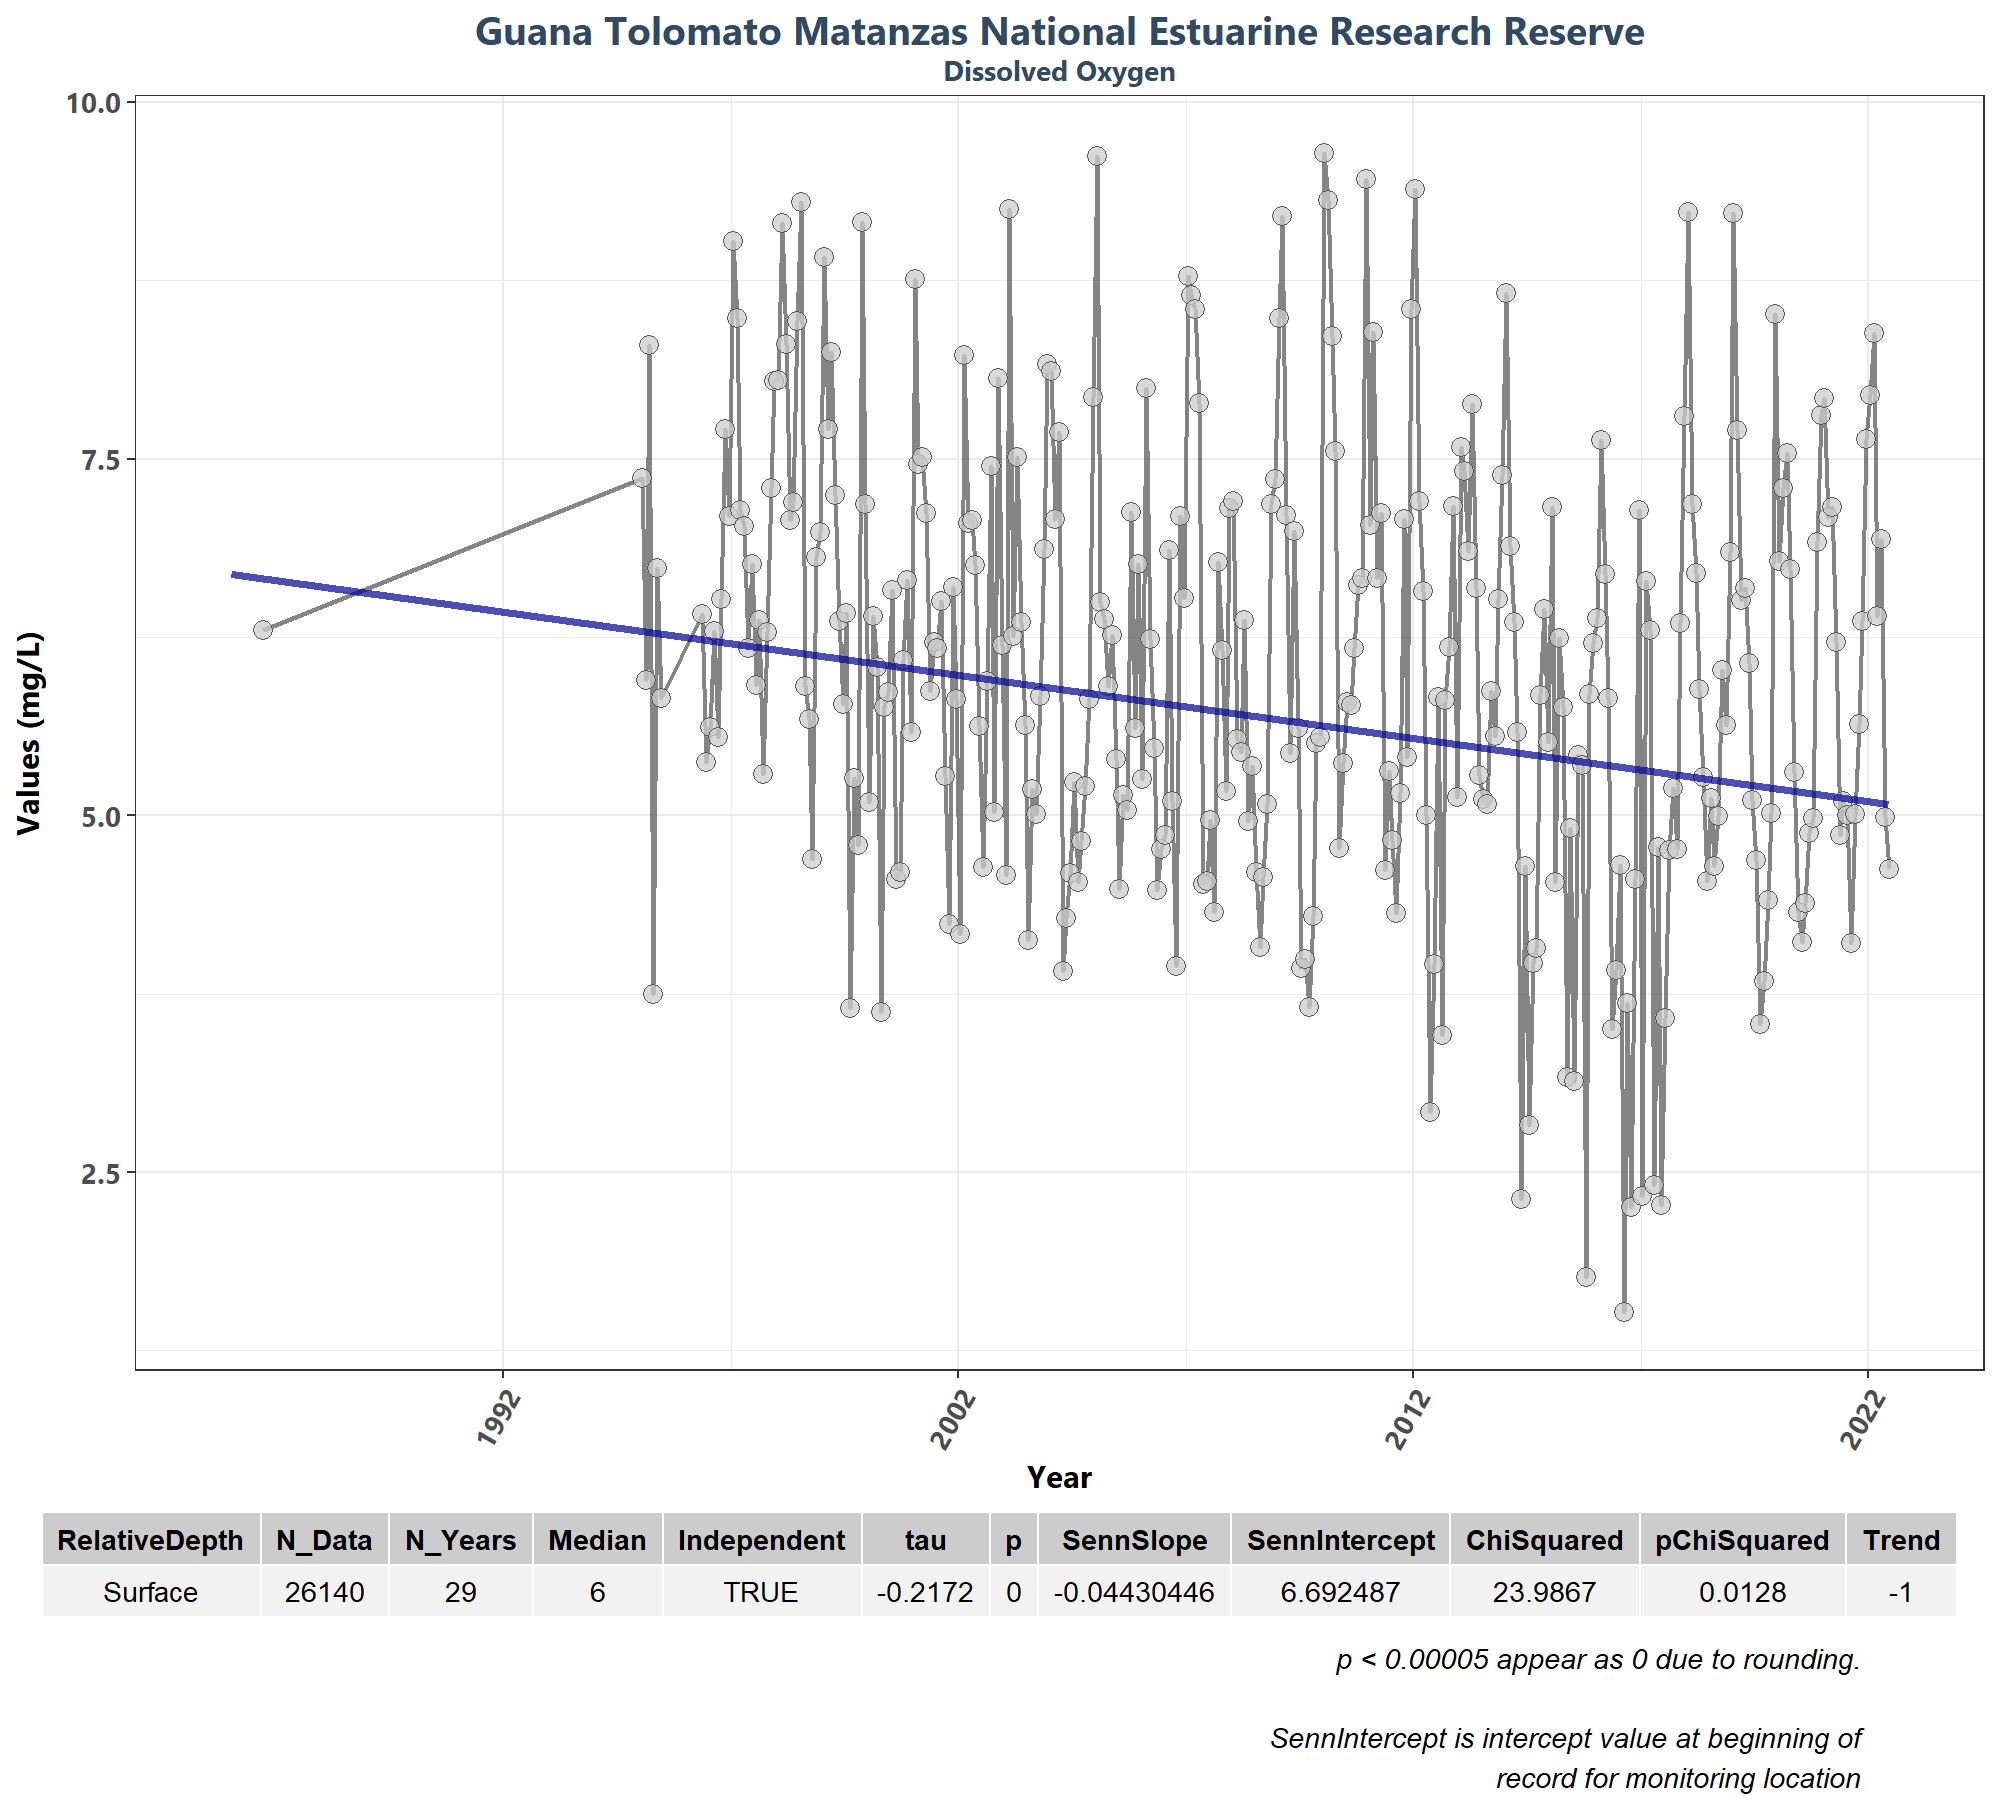 Guana Tolomato Matanzas National Estuarine Research Reserve
Dissolved Oxygen
10.0
7.5
5.0
2.5
Values (mg/L)
1992
2002
2012
2022
Year
RelativeDepth N_Data N_Years Median Independent tau p SennSlope SennIntercept ChiSquared pChiSquared Trend
Surface 26140 29 6 TRUE -0.2172 0 -0.04430446 6.692487 23.9867 0.0128 -1
p < 0.00005 appear as 0 due to rounding.
SennIntercept is intercept value at beginning of
record for monitoring location